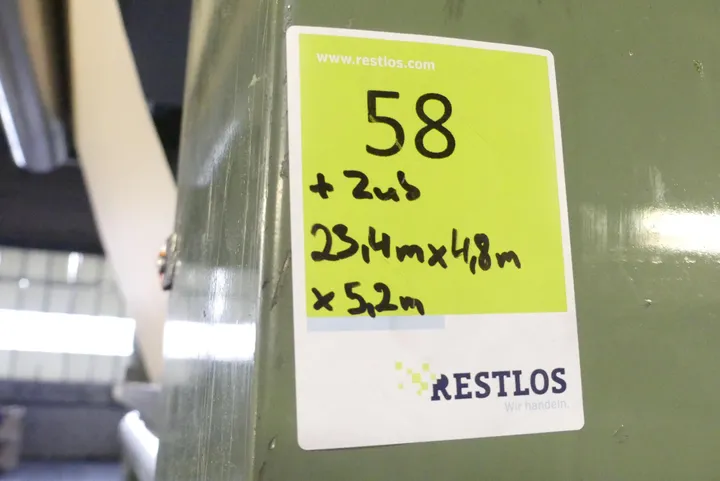 www.restlos.com
58
+ Zub
23,4m x 4,8m
x 5,2m
RESTLOS
Wir handeln.